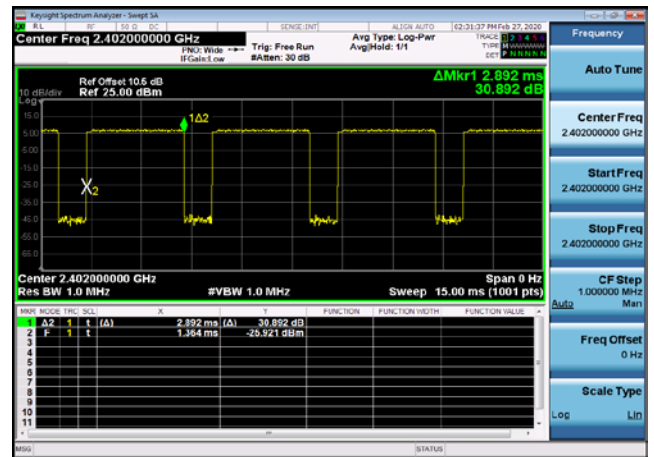 Keysight Spectrum Analyzer - Swept SA
RL RF 50 Ω DC SENSE:INT ALIGN AUTO 02:31:37 PM Feb 27, 2020
Center Freq 2.402000000 GHz
PNO: Wide
IFGain:Low
Trig: Free Run
#Atten: 30 dB
Avg Type: Log-Pwr
Avg|Hold: 1/1
TRACE 1 2 3 4 5 6
TYPE M WWWWW
DET P N N N N N
Frequency
10 dB/div
Log
Ref Offset 10.5 dB
Ref 25.00 dBm
ΔMkr1 2.892 ms
30.892 dB
15.0
5.00
-5.00
-15.0
-25.0
-35.0
-45.0
-55.0
-65.0
1Δ2
X2
Center 2.402000000 GHz
Res BW 1.0 MHz
#VBW 1.0 MHz
Span 0 Hz
Sweep 15.00 ms (1001 pts)
MKR MODE TRC SCL X Y FUNCTION FUNCTION WIDTH FUNCTION VALUE
1 Δ2 1 t (Δ) 2.892 ms (Δ) 30.892 dB
2 F 1 t 1.364 ms -25.921 dBm
3
4
5
6
7
8
9
10
11
MSG
STATUS
Auto Tune
Center Freq
2.402000000 GHz
Start Freq
2.402000000 GHz
Stop Freq
2.402000000 GHz
CF Step
1.000000 MHz
Auto Man
Freq Offset
0 Hz
Scale Type
Log Lin